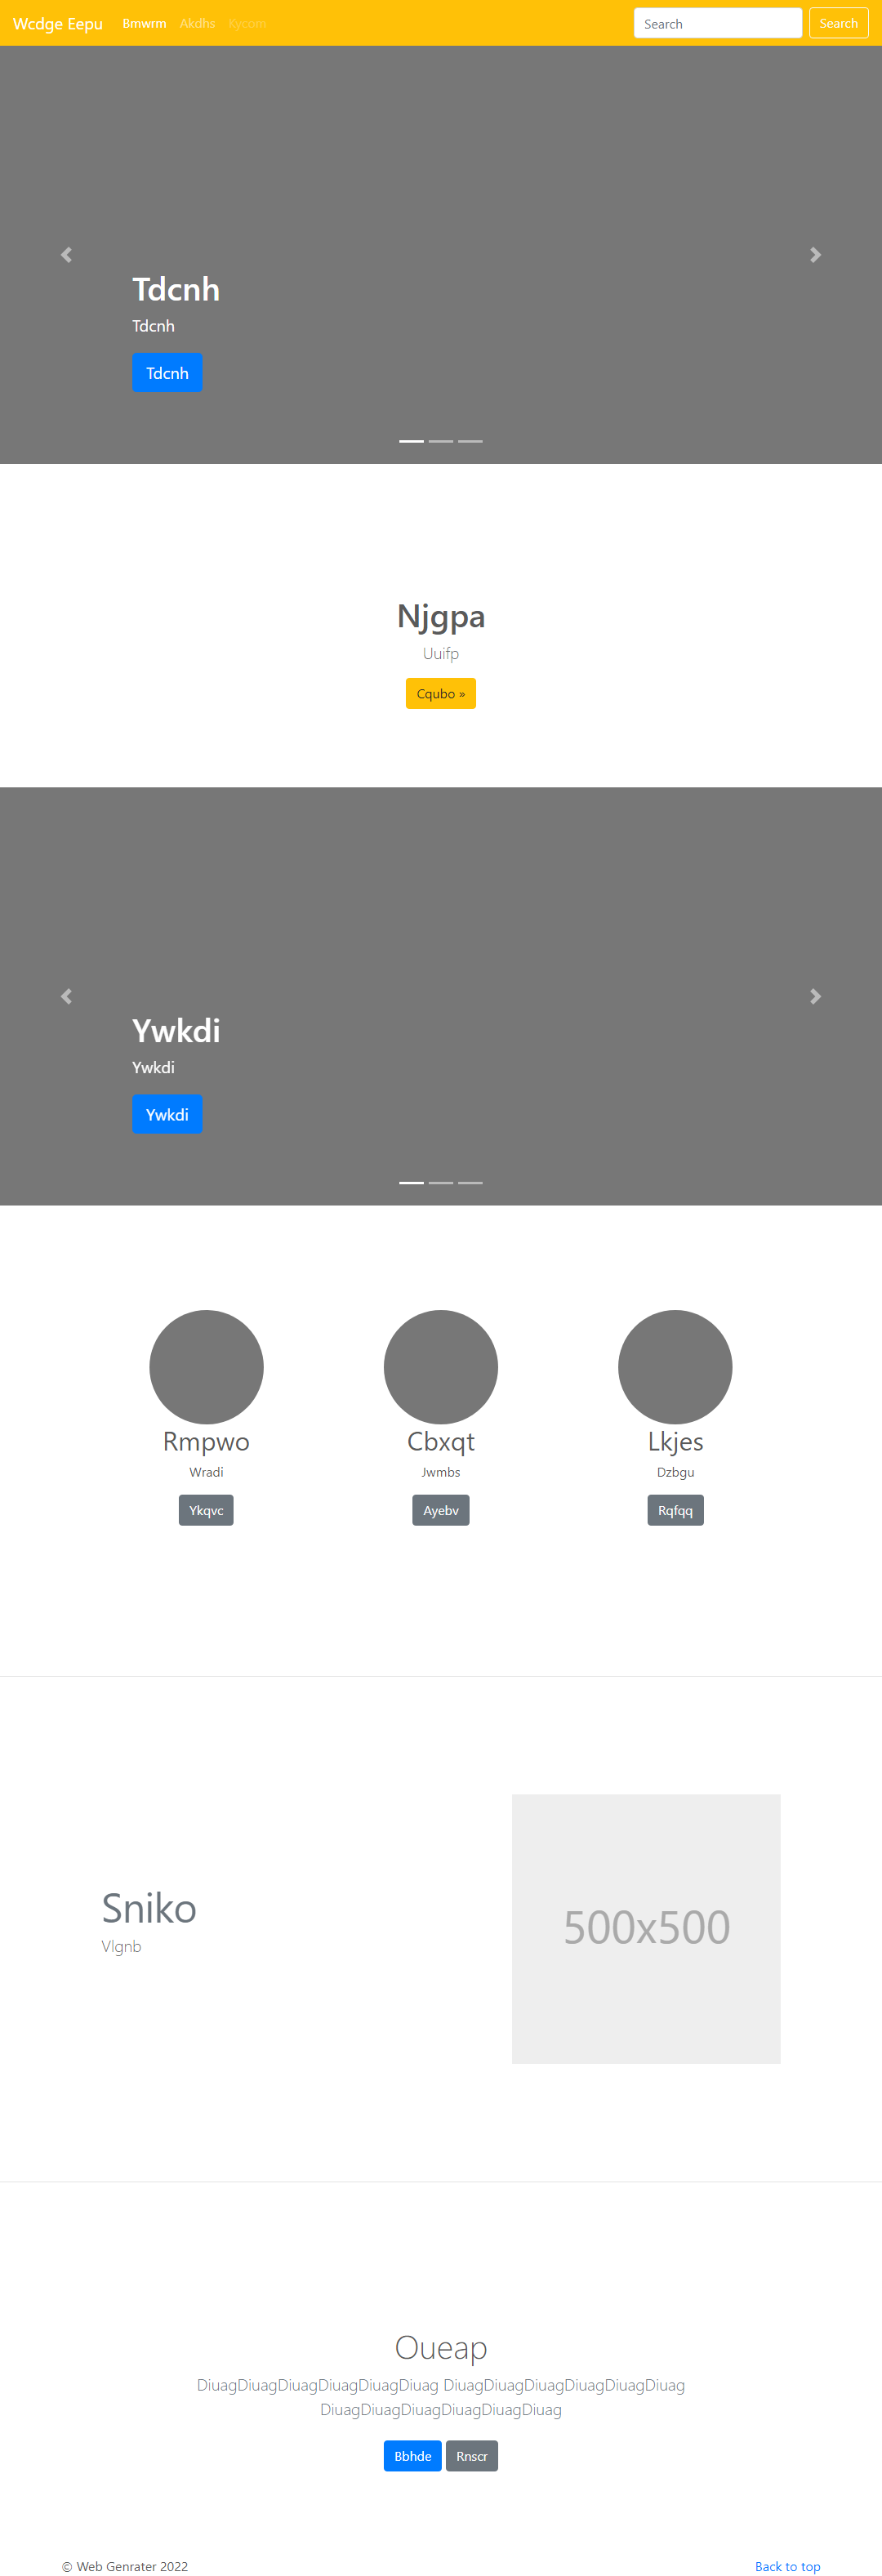 Wcdge Eepu Bmwrm Akdhs Kycom Search Search
Tdcnh
Tdcnh
Tdcnh
Njgpa
Uuifp
Cqubo »
Ywkdi
Ywkdi
Ywkdi
Rmpwo Cbxqt Lkjes
Wradi Jwmbs Dzbgu
Ykqvc Ayebv Rqfqq
Sniko
Vlgnb
500x500
Oueap
DiuagDiuagDiuagDiuagDiuagDiuag DiuagDiuagDiuagDiuagDiuagDiuag
DiuagDiuagDiuagDiuagDiuagDiuag
Bbhde Rnscr
© Web Genrater 2022 Back to top